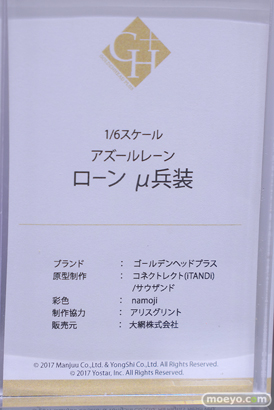 G+H
1/6スケール
アズールレーン
ローン μ兵装
ブランド : ゴールデンヘッドプラス
原型制作 : コネクトレクト(iTANDi)
/サウザンド
彩色 : namoji
制作協力 : アリスグリント
販売元 : 大網株式会社
© 2017 Manjuu Co.,Ltd. & YongShi Co.,Ltd. All Rights Reserved.
© 2017 Yostar, Inc. All Rights Reserved.
moeyo.com